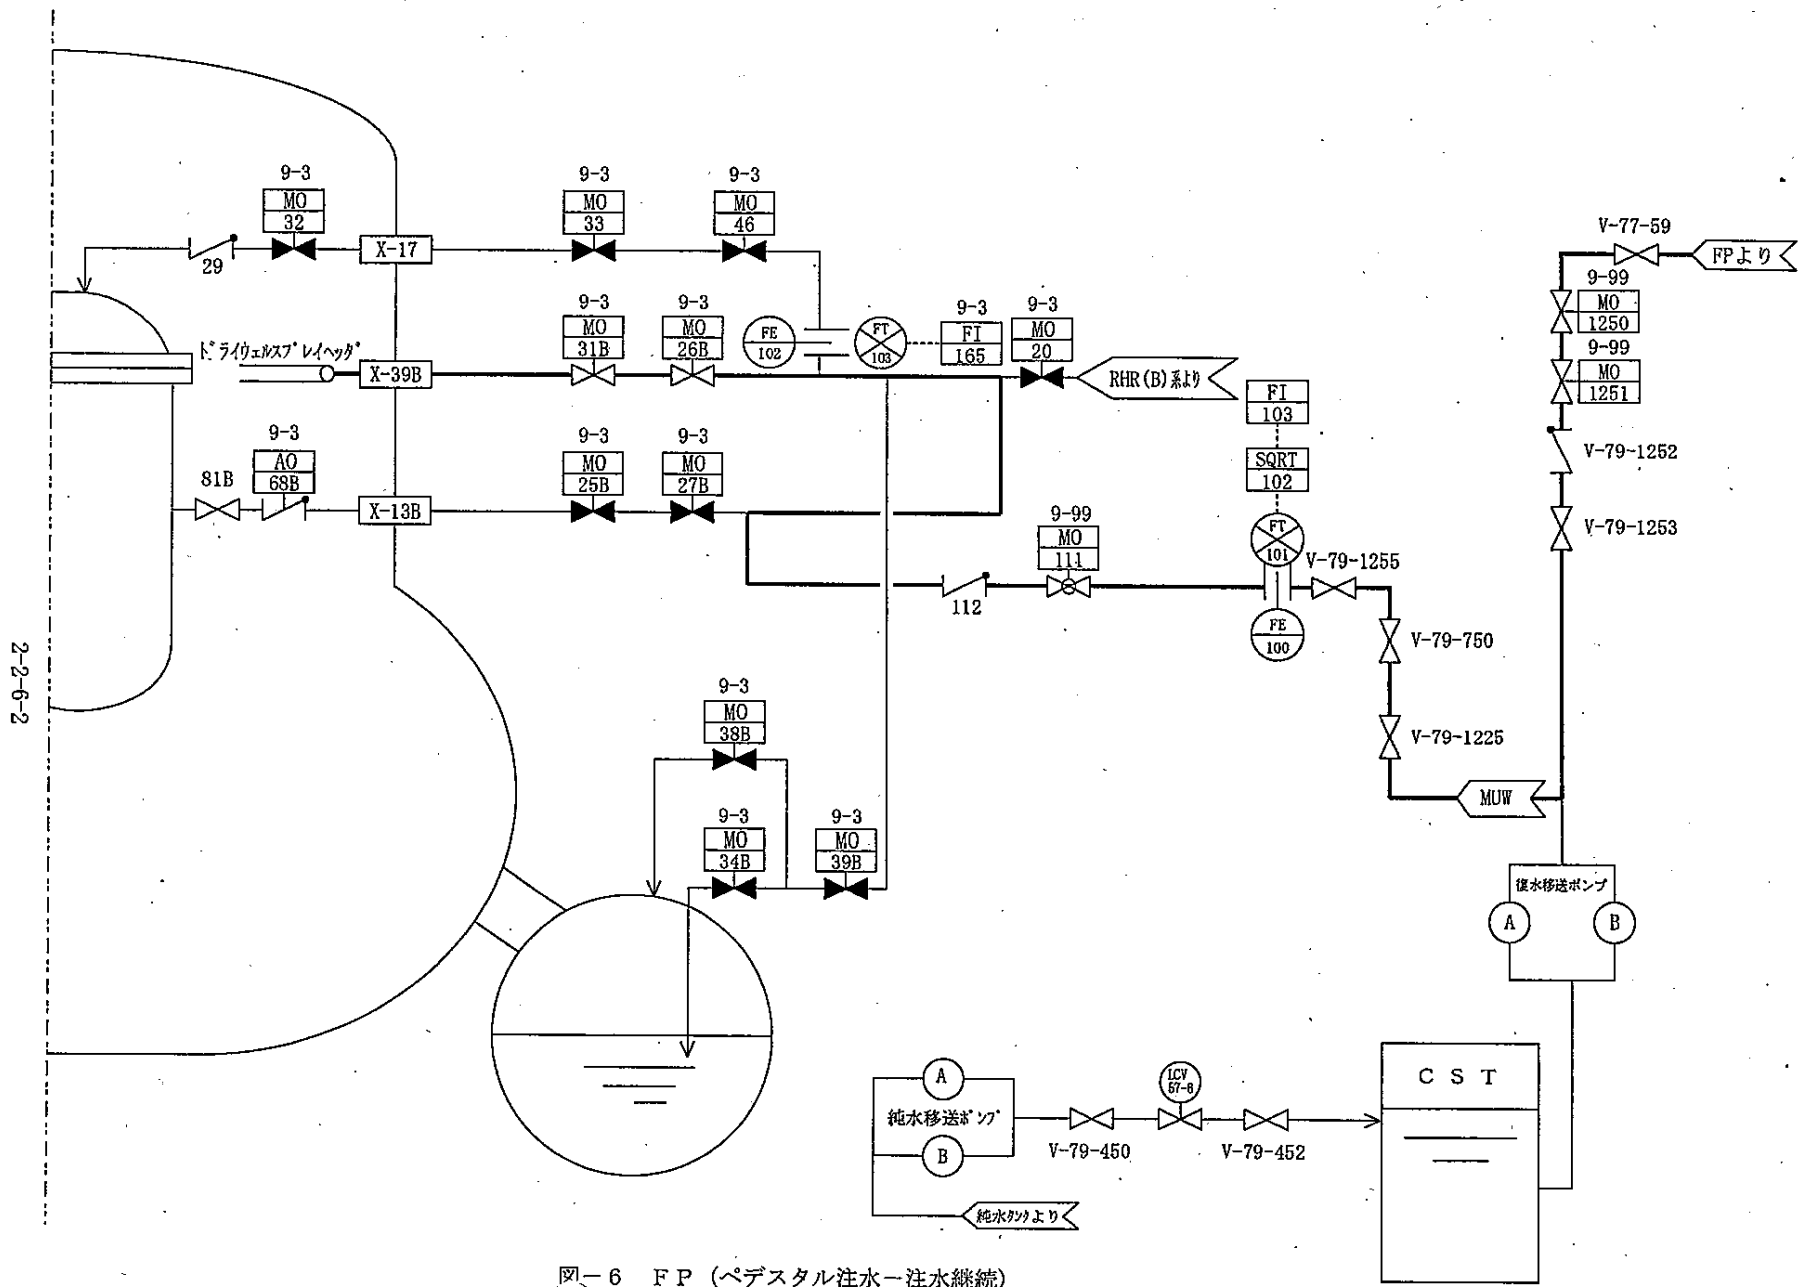 9-3
MO
32
29
X-17
9-3
MO
33
9-3
MO
46
ドライウェルスプレイヘッダ
X-39B
9-3
MO
31B
9-3
MO
26B
FE
102
FT
103
9-3
FI
165
9-3
MO
20
RHR(B)系より
81B
9-3
AO
68B
X-13B
9-3
MO
25B
9-3
MO
27B
112
9-99
MO
111
FI
103
SQRT
102
FT
101
FE
100
V-79-1255
V-79-750
V-79-1225
MUW
V-77-59
FPより
9-99
MO
1250
9-99
MO
1251
V-79-1252
V-79-1253
9-3
MO
38B
9-3
MO
34B
9-3
MO
39B
復水移送ポンプ
A
B
CST
A
純水移送ポンプ
B
V-79-450
LCV
57-8
V-79-452
純水タンクより
2-2-6-2
図-6 FP(ペデスタル注水-注水継続)